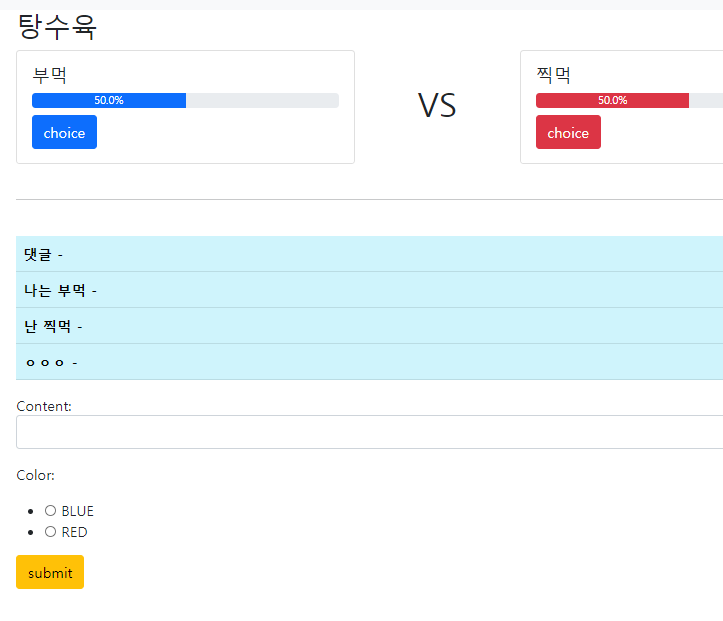 탕수육
부먹
50.0%
choice
VS
찍먹
50.0%
choice
댓글 -
나는 부먹 -
난 찍먹 -
ㅇㅇㅇ -
Content:
Color:
BLUE
RED
submit